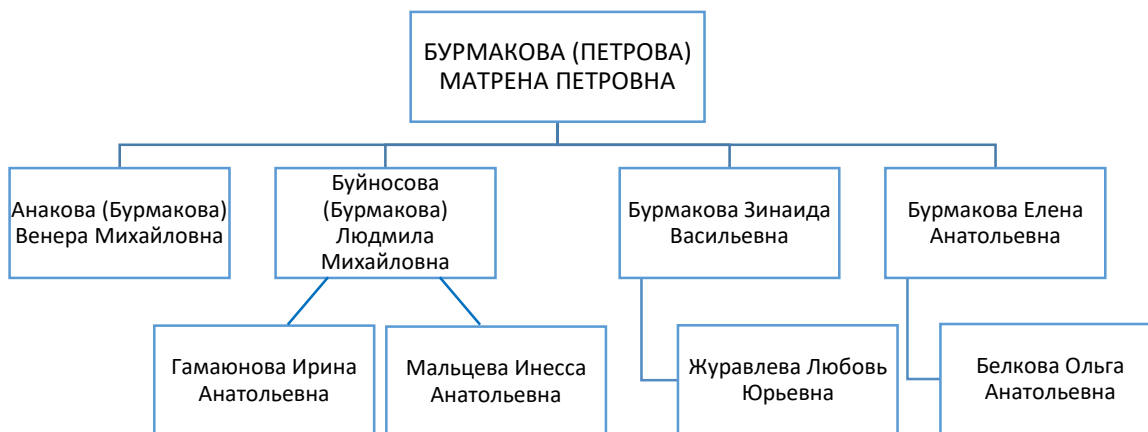 БУРМАКОВА (ПЕТРОВА)
МАТРЕНА ПЕТРОВНА
Анакова (Бурмакова)
Венера Михайловна
Буйносова
(Бурмакова)
Людмила
Михайловна
Бурмакова Зинаида
Васильевна
Бурмакова Елена
Анатольевна
Гамаюнова Ирина
Анатольевна
Мальцева Инесса
Анатольевна
Журавлева Любовь
Юрьевна
Белкова Ольга
Анатольевна